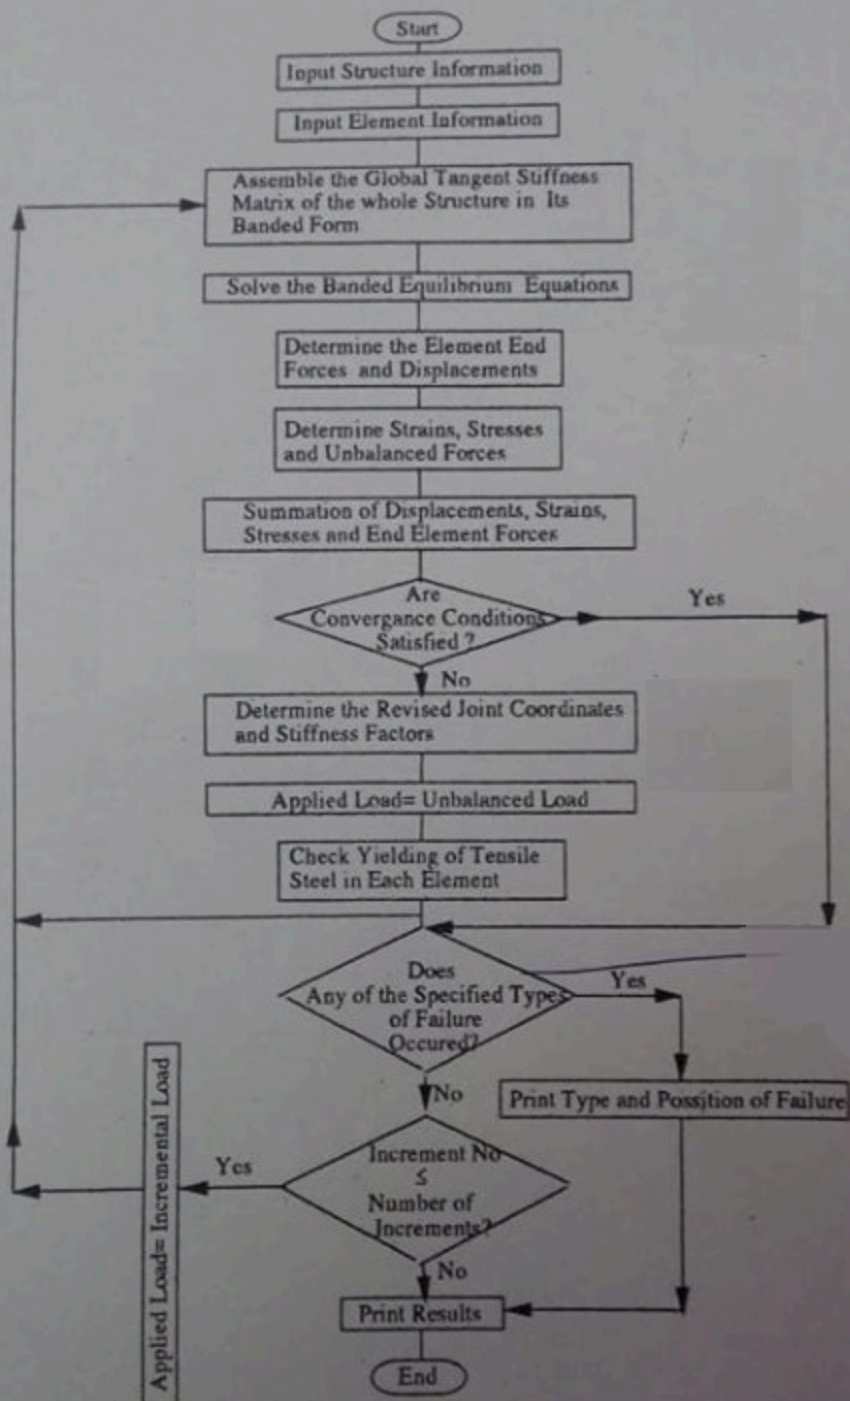 Start
Input Structure Information
Input Element Information
Assemble the Global Tangent Stiffness
Matrix of the whole Structure in Its
Banded Form
Solve the Banded Equilibrium Equations
Determine the Element End
Forces and Displacements
Determine Strains, Stresses
and Unbalanced Forces
Summation of Displacements, Strains,
Stresses and End Element Forces
Are
Convergance Conditions
Satisfied ?
Yes
No
Determine the Revised Joint Coordinates
and Stiffness Factors
Applied Load= Unbalanced Load
Check Yielding of Tensile
Steel in Each Element
Does
Any of the Specified Types
of Failure
Occured?
Yes
No
Print Type and Possition of Failure
Increment No
≤
Number of
Increments?
Yes
Applied Load= Incremental Load
No
Print Results
End